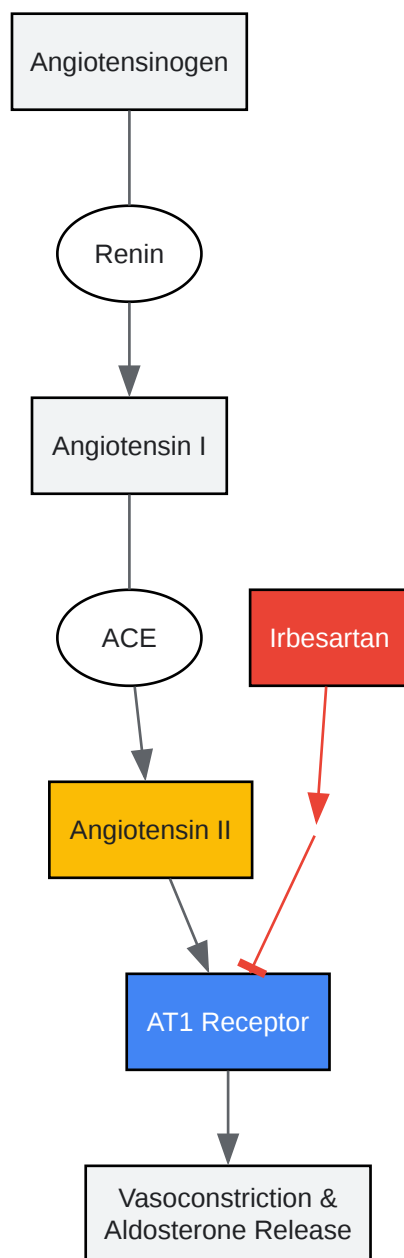 Angiotensinogen
Renin
Angiotensin I
ACE
Irbesartan
Angiotensin II
AT1 Receptor
Vasoconstriction &
Aldosterone Release